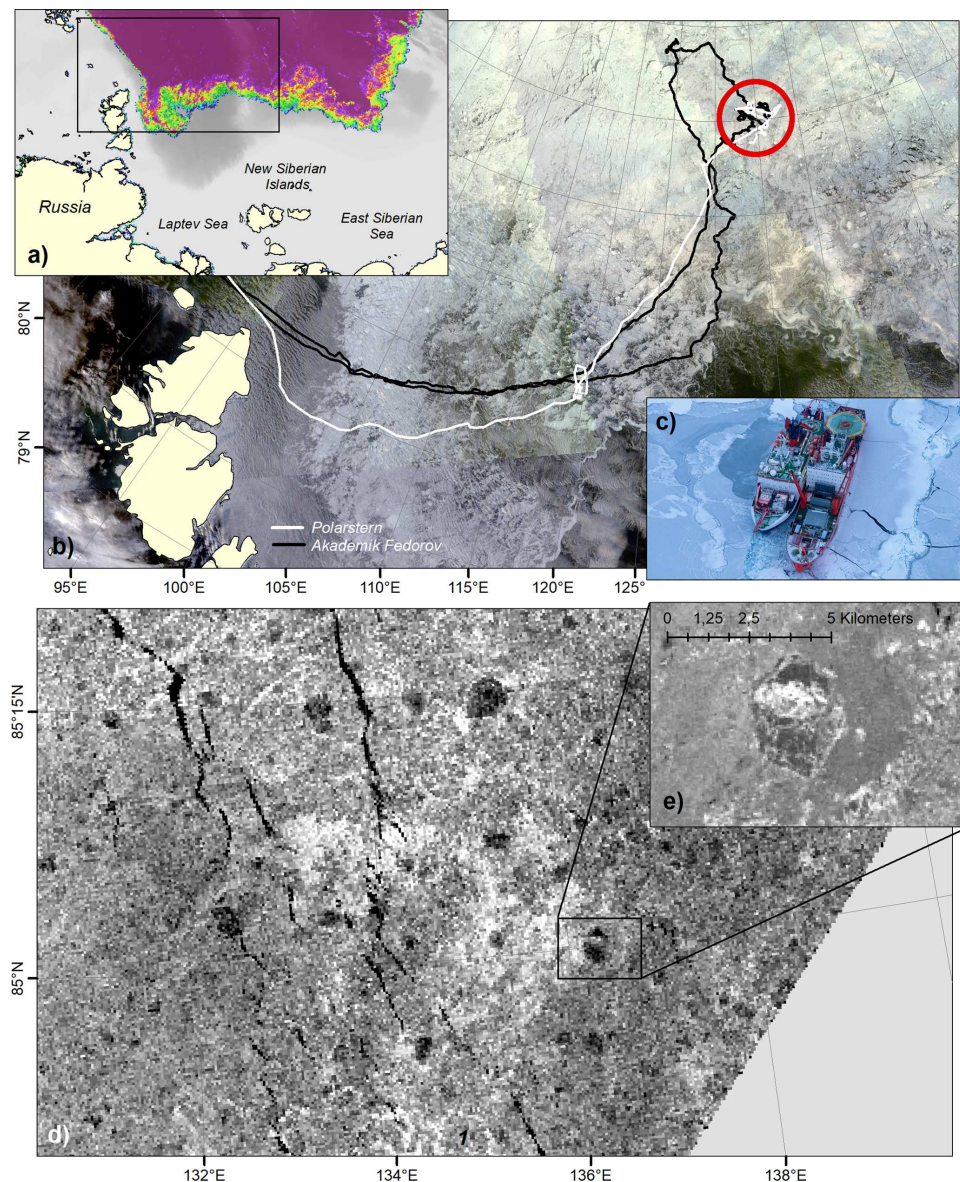 New Siberian
Islands
Russia
Laptev Sea
East Siberian
Sea
a)
80°N
79°N
c)
Polarstern
Akademik Fedorov
b)
95°E
100°E
105°E
110°E
115°E
120°E
125°E
0
1,25
2,5
5 Kilometers
85°15'N
e)
85°N
d)
1
132°E
134°E
136°E
138°E